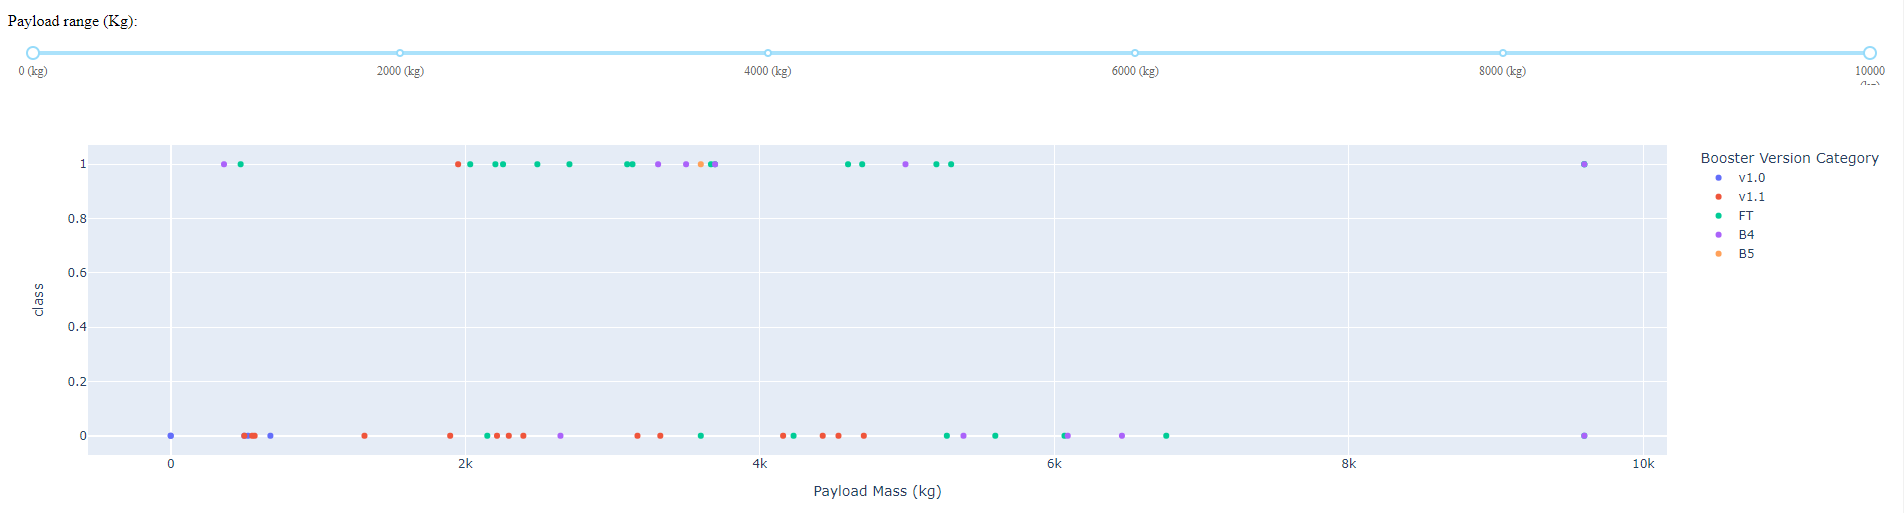 Payload range (Kg):
0 (kg) 2000 (kg) 4000 (kg) 6000 (kg) 8000 (kg) 10000
Booster Version Category
v1.0
v1.1
FT
B4
B5
1
0.8
0.6
0.4
0.2
0
class
0 2k 4k 6k 8k 10k
Payload Mass (kg)